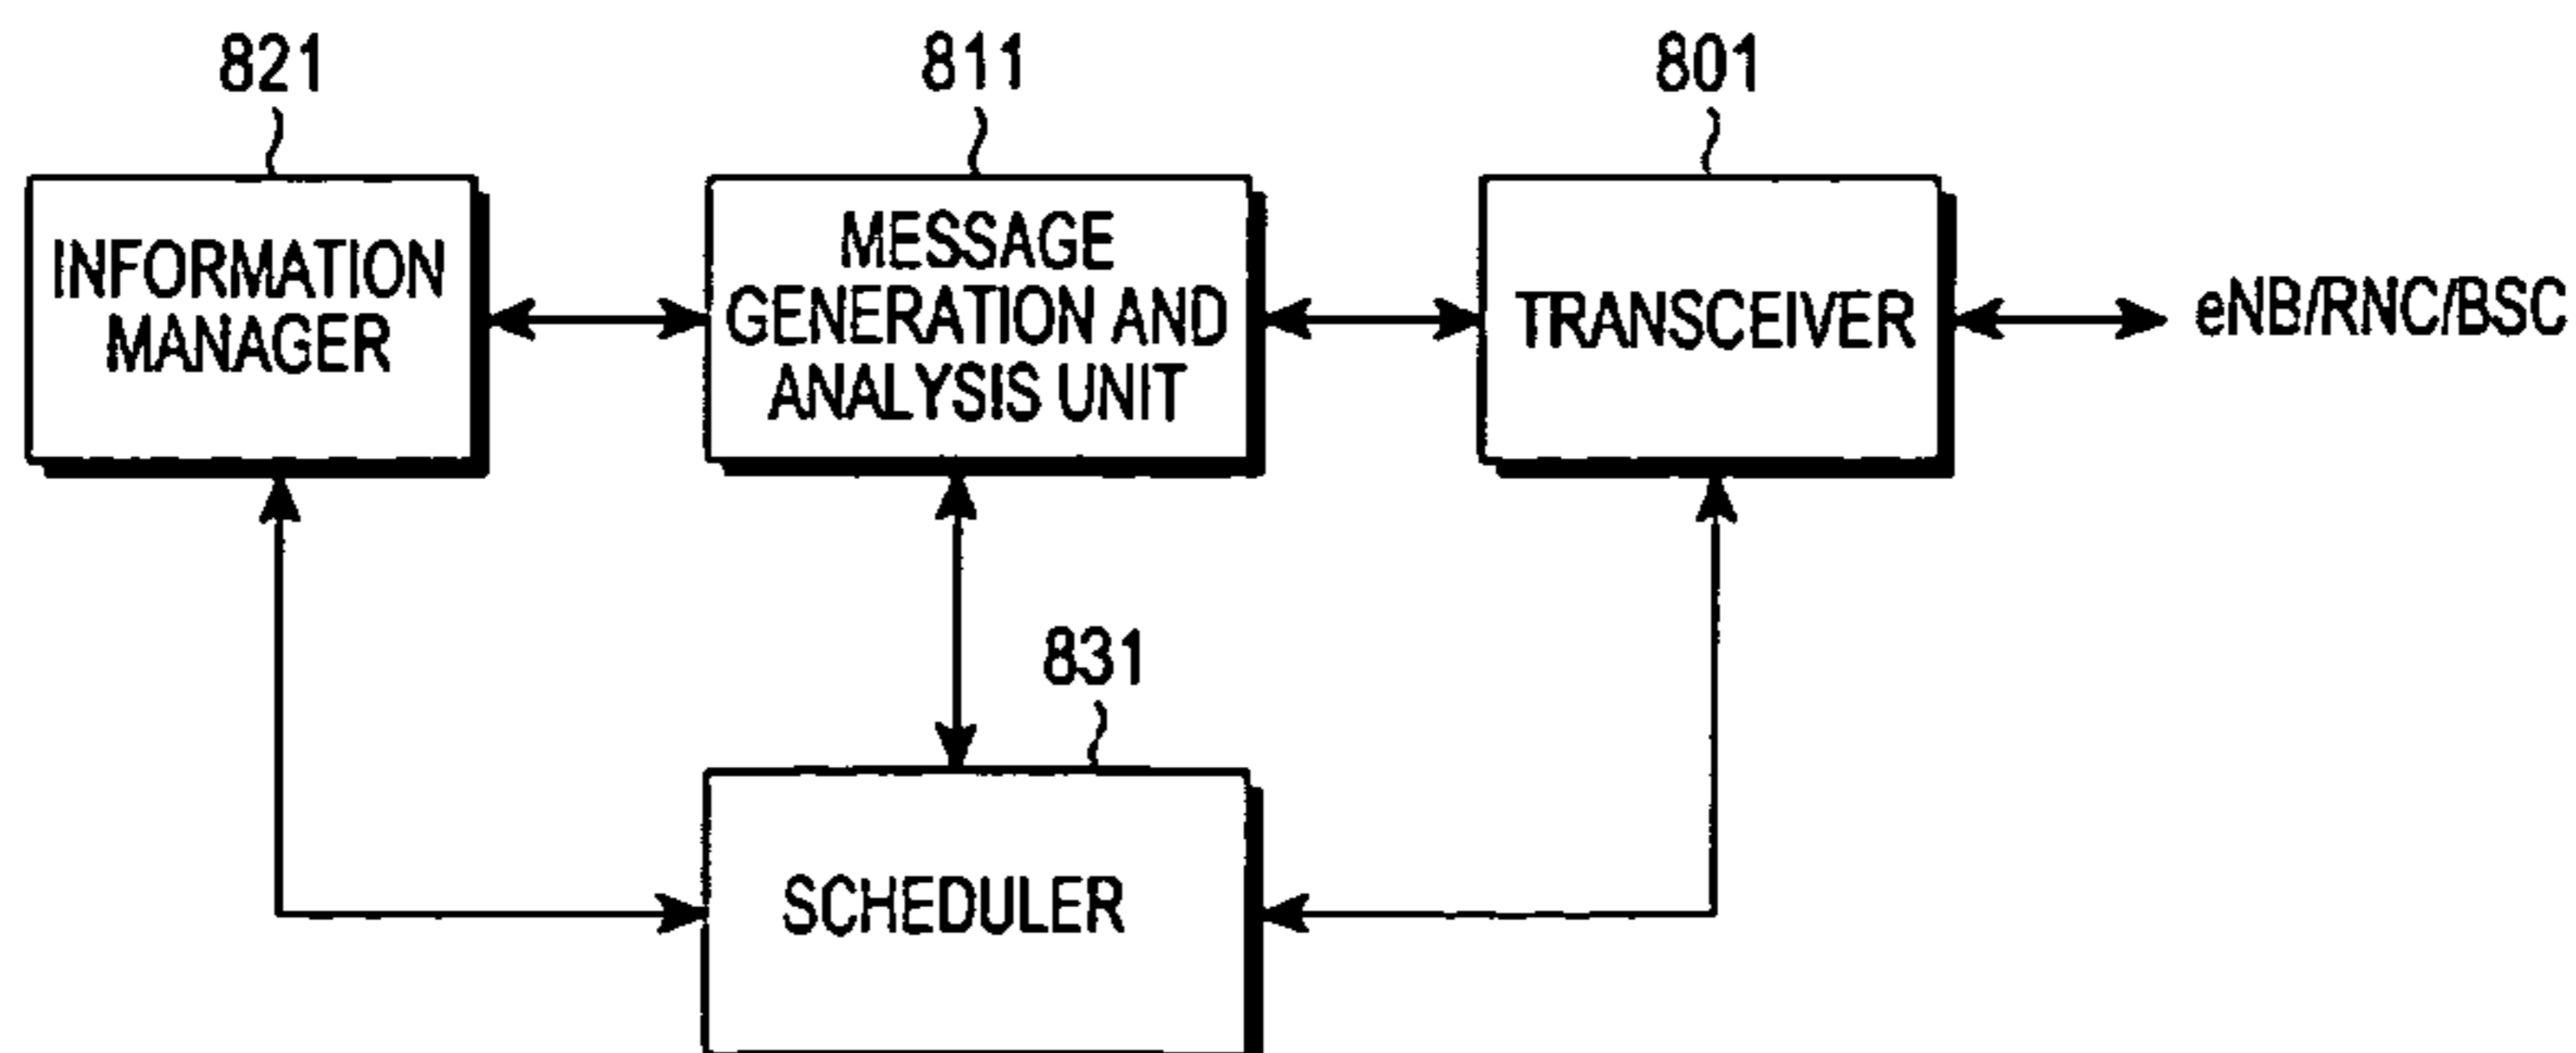 821
811
801
INFORMATION
MANAGER
MESSAGE
GENERATION AND
ANALYSIS UNIT
TRANSCEIVER
eNB/RNC/BSC
831
SCHEDULER